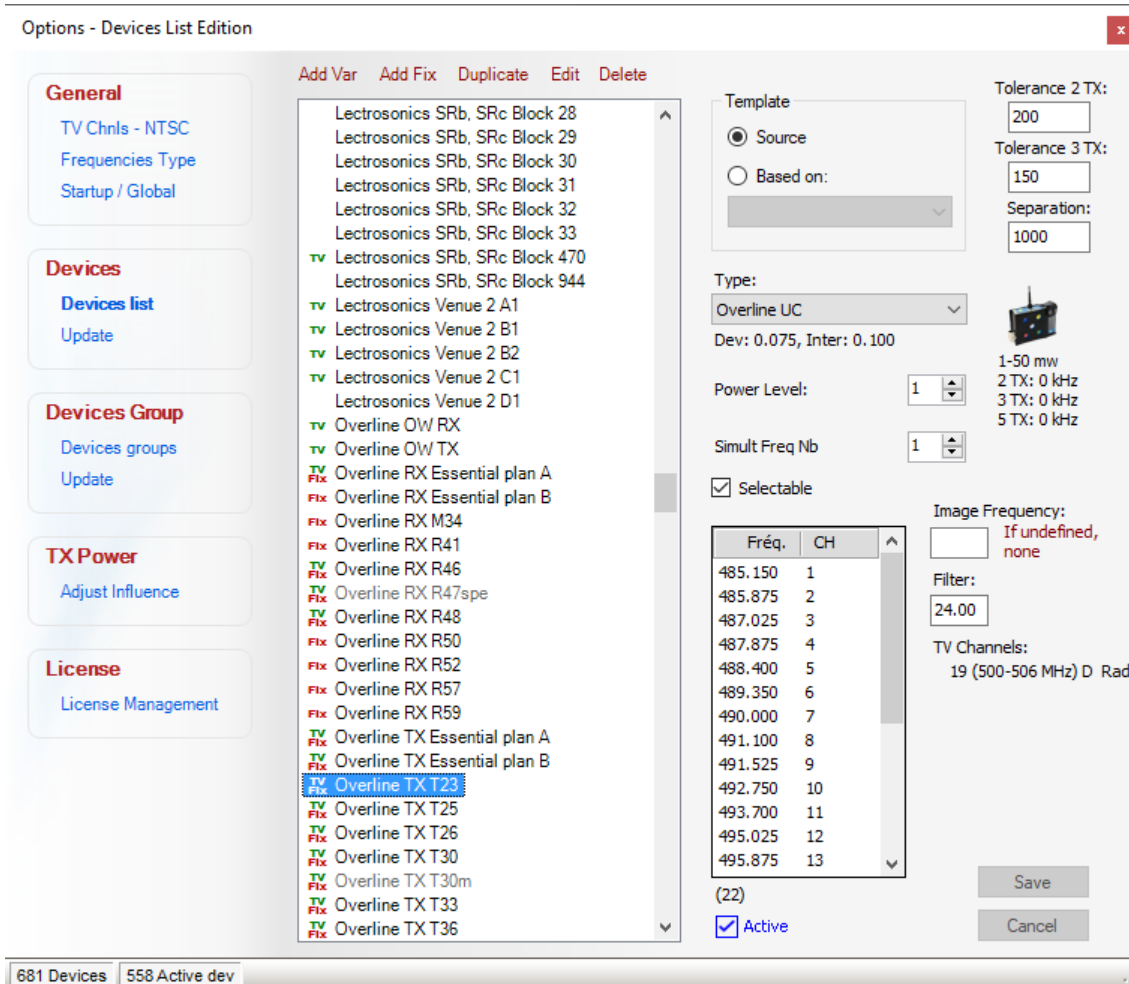 Options - Devices List Edition
x
General
TV Chnls - NTSC
Frequencies Type
Startup / Global
Devices
Devices list
Update
Devices Group
Devices groups
Update
TX Power
Adjust Influence
License
License Management
Add Var Add Fix Duplicate Edit Delete
Lectrosonics SRb, SRc Block 28
Lectrosonics SRb, SRc Block 29
Lectrosonics SRb, SRc Block 30
Lectrosonics SRb, SRc Block 31
Lectrosonics SRb, SRc Block 32
Lectrosonics SRb, SRc Block 33
TV Lectrosonics SRb, SRc Block 470
Lectrosonics SRb, SRc Block 944
TV Lectrosonics Venue 2 A1
TV Lectrosonics Venue 2 B1
TV Lectrosonics Venue 2 B2
TV Lectrosonics Venue 2 C1
Lectrosonics Venue 2 D1
TV Overline OW RX
TV Overline OW TX
TV FIx Overline RX Essential plan A
FIx Overline RX Essential plan B
FIx Overline RX M34
FIx Overline RX R41
TV FIx Overline RX R46
TV FIx Overline RX R47spe
TV FIx Overline RX R48
FIx Overline RX R50
FIx Overline RX R52
FIx Overline RX R57
FIx Overline RX R59
TV FIx Overline TX Essential plan A
TV FIx Overline TX Essential plan B
TV FIx Overline TX T23
TV FIx Overline TX T25
TV FIx Overline TX T26
TV FIx Overline TX T30
TV FIx Overline TX T30m
TV FIx Overline TX T33
TV FIx Overline TX T36
Template
Source
Based on:
Tolerance 2 TX:
200
Tolerance 3 TX:
150
Separation:
1000
Type:
Overline UC
Dev: 0.075, Inter: 0.100
1-50 mw
2 TX: 0 kHz
3 TX: 0 kHz
5 TX: 0 kHz
Power Level: 1
Simult Freq Nb 1
Selectable
Fréq. CH
485.150 1
485.875 2
487.025 3
487.875 4
488.400 5
489.350 6
490.000 7
491.100 8
491.525 9
492.750 10
493.700 11
495.025 12
495.875 13
(22)
Active
Image Frequency:
If undefined,
none
Filter:
24.00
TV Channels:
19 (500-506 MHz) D Rad
Save
Cancel
681 Devices 558 Active dev